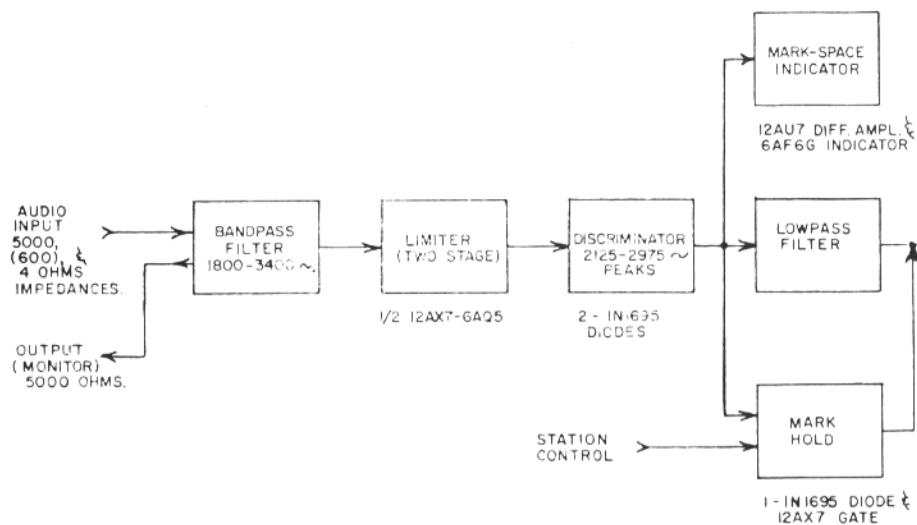 MARK-SPACE
INDICATOR
12AU7 DIFF. AMPL. &
6AF6G INDICATOR
AUDIO
INPUT
5000,
(600), &
4 OHMS
IMPEDANCES.
BANDPASS
FILTER
1800-3400 ~.
LIMITER
(TWO STAGE)
1/2 12AX7-6AQ5
DISCRIMINATOR
2125-2975 ~
PEAKS
2 - IN1695
DIODES
LOWPASS
FILTER
OUTPUT
(MONITOR)
5000 OHMS.
STATION
CONTROL
MARK
HOLD
1 - IN1695 DIODE &
12AX7 GATE